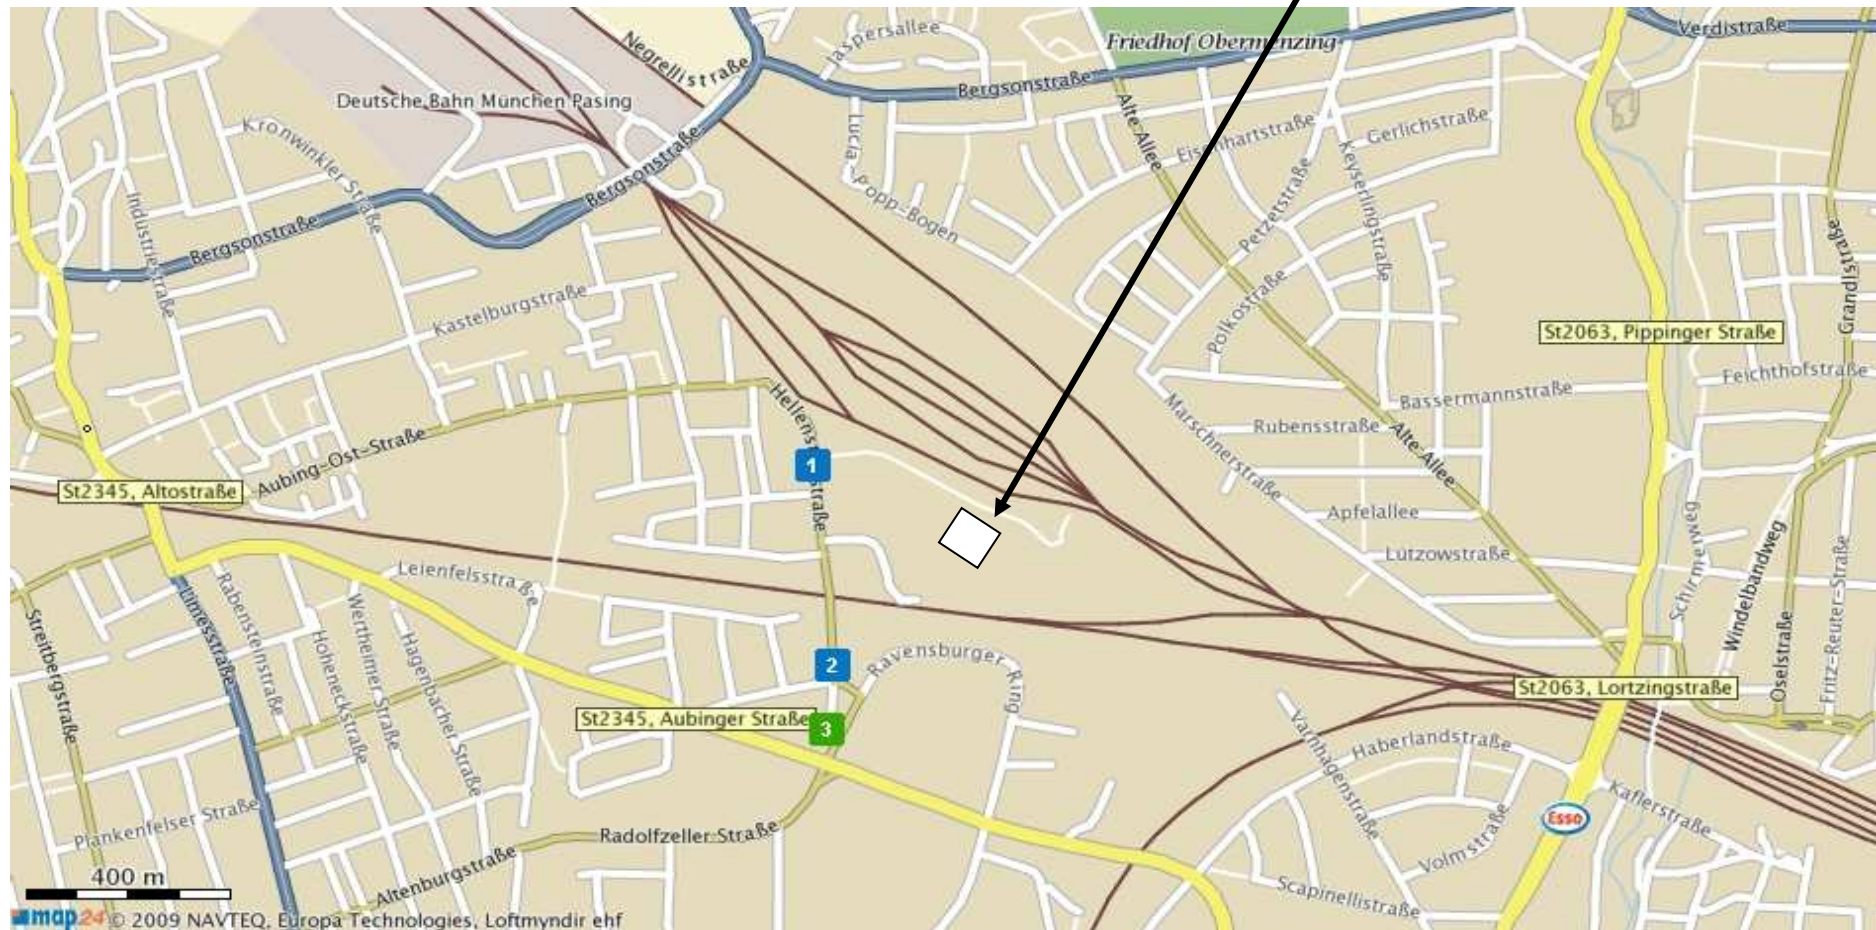 Verdistraße
Jaspersallee
Friedhof Obermenzing
Negrellistraße
Bergsonstraße
Deutsche Bahn München Pasing
Alte Allee
Lucia-Popp-Bogen
Gerlichstraße
Eisenhartstraße
Kronwinkler Straße
Bergsonstraße
Keyserlingstraße
Petzetstraße
Industriestraße
Bergsonstraße
Grandlstraße
Polkostraße
Kastelburgstraße
St2063, Pippinger Straße
Feichthofstraße
Bassermannstraße
Marschnerstraße
Hellensteinstraße
Rubensstraße
Alte Allee
Aubing-Ost-Straße
1
St2345, Altostraße
Apfelallee
Lützowstraße
Schirmerweg
Windelbandweg
Leienfelsstraße
Limesstraße
Rabensteinstraße
Wertheimer Straße
Fritz-Reuter-Straße
Streitbergstraße
Hoheneckstraße
Hagenbacher Straße
Oselstraße
2
Ravensburger Ring
St2063, Lortzingstraße
St2345, Aubinger Straße
3
Varnhagenstraße
Haberlandstraße
Kaflerstraße
Plankenfelser Straße
Esso
Radolfzeller Straße
Volmstraße
Altenburgstraße
400 m
Scapinellistraße
map24 © 2009 NAVTEQ, Europa Technologies, Loftmyndir ehf